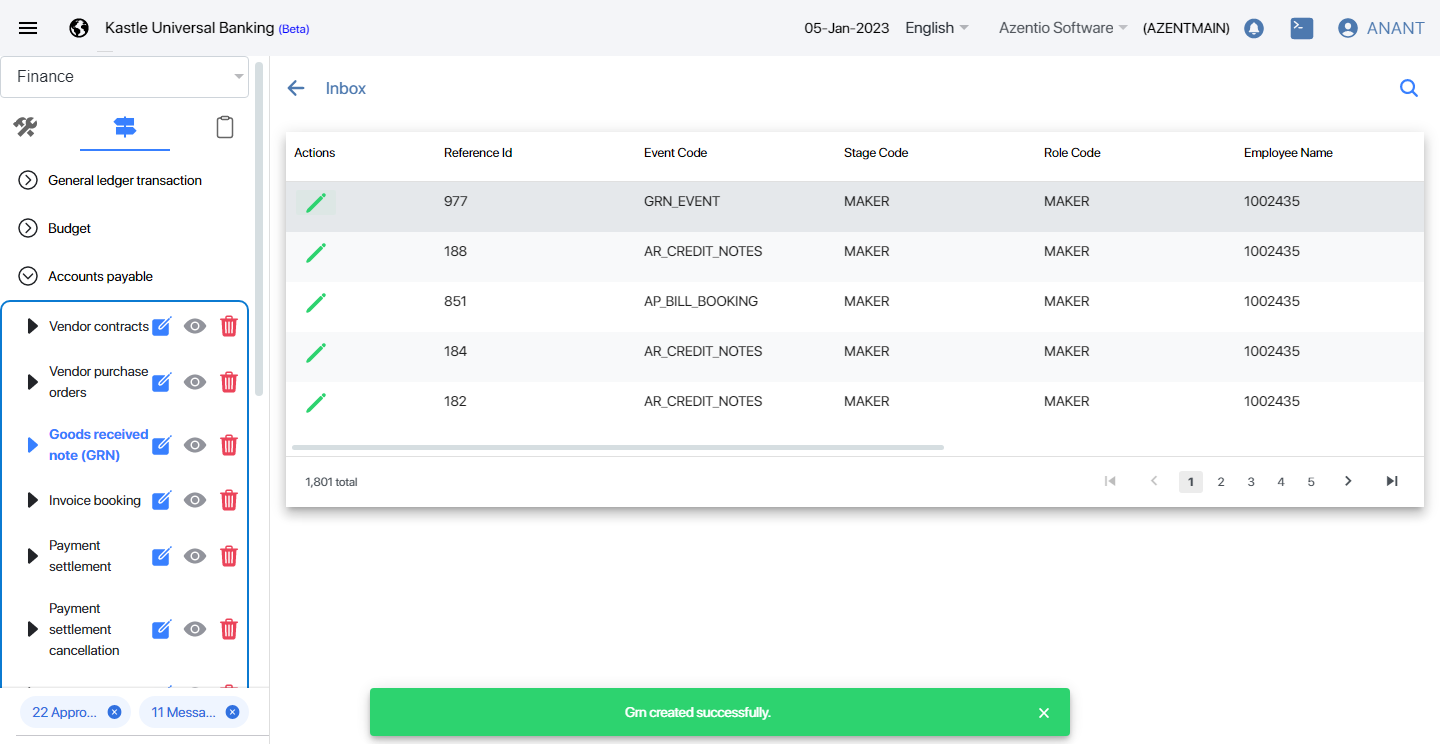 Kastle Universal Banking (Beta)
05-Jan-2023 English Azentio Software (AZENTMAIN) ANANT
Finance
General ledger transaction
Budget
Accounts payable
Vendor contracts
Vendor purchase
orders
Goods received
note (GRN)
Invoice booking
Payment
settlement
Payment
settlement
cancellation
22 Appro...
11 Messa...
Inbox
Actions Reference Id Event Code Stage Code Role Code Employee Name
977 GRN_EVENT MAKER MAKER 1002435
188 AR_CREDIT_NOTES MAKER MAKER 1002435
851 AP_BILL_BOOKING MAKER MAKER 1002435
184 AR_CREDIT_NOTES MAKER MAKER 1002435
182 AR_CREDIT_NOTES MAKER MAKER 1002435
1,801 total
1 2 3 4 5
Grn created successfully.